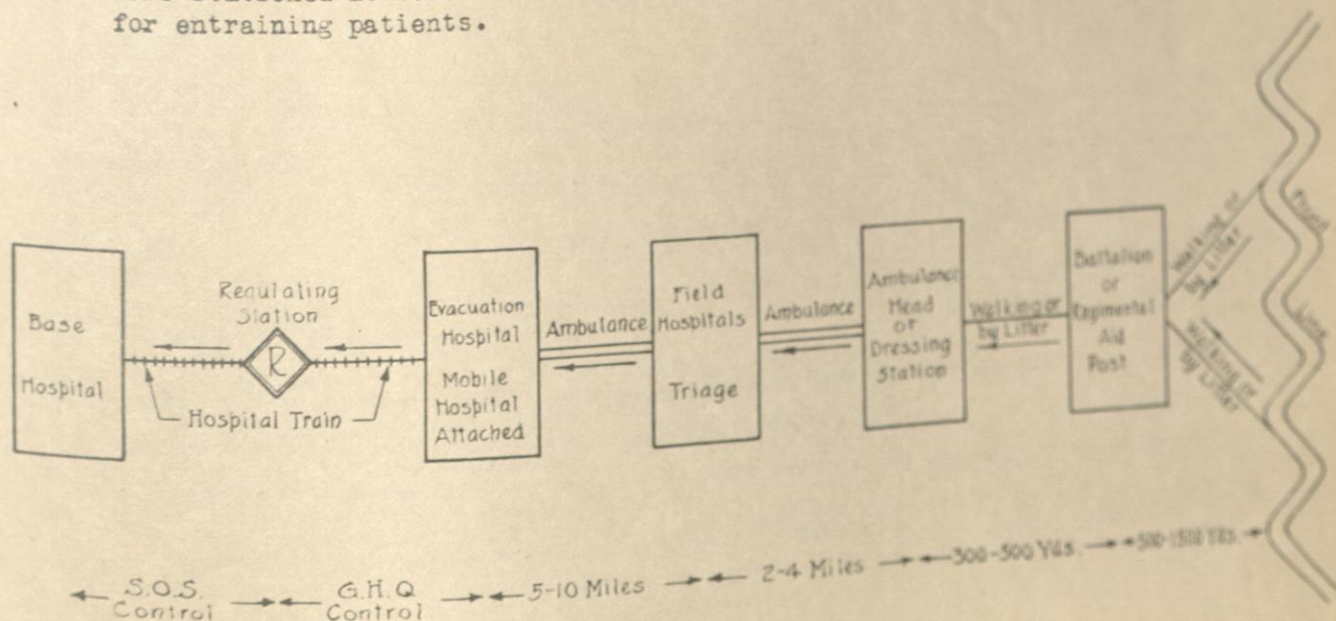 for entraining patients.
Base
Hospital
Regulating
Station
R
Hospital Train
Evacuation
Hospital
Mobile
Hospital
Attached
Ambulance
Field
Hospitals
Triage
Ambulance
Ambulance
Head
or
Dressing
Station
Walking or
by Litter
Battalion
or
Regimental
Aid
Post
Walking or
by Litter
Walking or
by Litter
Front
Line
S.O.S.
Control
G.H.Q
Control
5-10 Miles
2-4 Miles
300-500 Yds.
Yds.